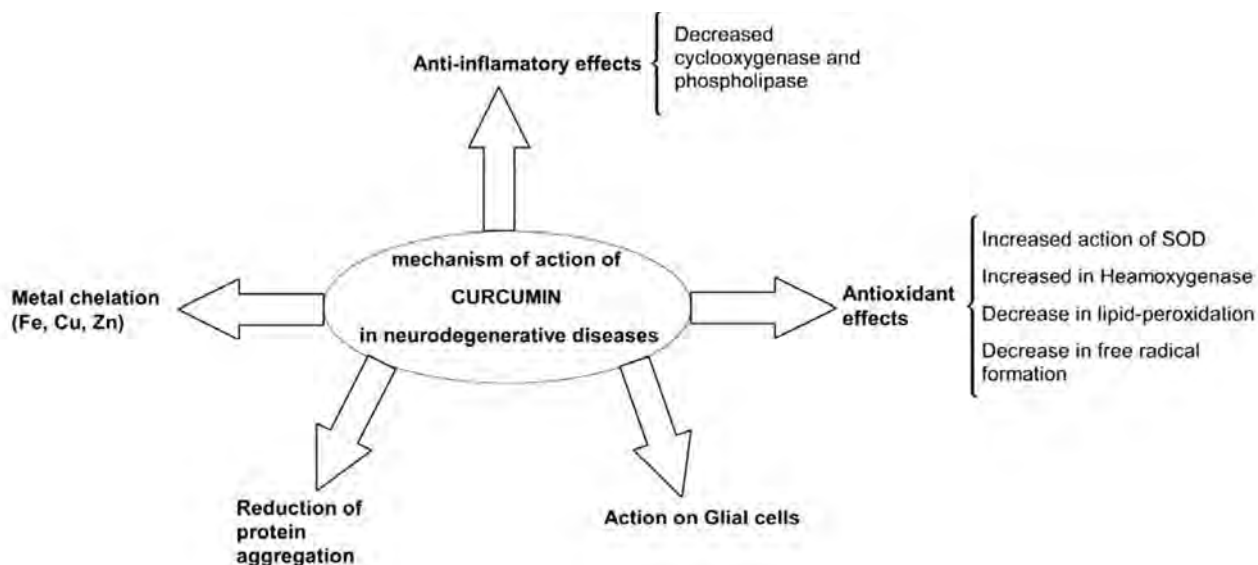 Anti-inflamatory effects
Decreased
cyclooxygenase and
phospholipase
mechanism of action of
CURCUMIN
in neurodegenerative diseases
Metal chelation
(Fe, Cu, Zn)
Antioxidant
effects
Increased action of SOD
Increased in Heamoxygenase
Decrease in lipid-peroxidation
Decrease in free radical
formation
Reduction of
protein
aggregation
Action on Glial cells